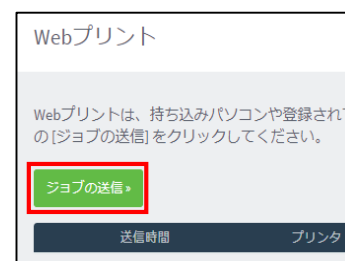 Webプリント
Webプリントは、持ち込みパソコンや登録され
の [ジョブの送信] をクリックしてください。
ジョブの送信 »
送信時間 プリンタ